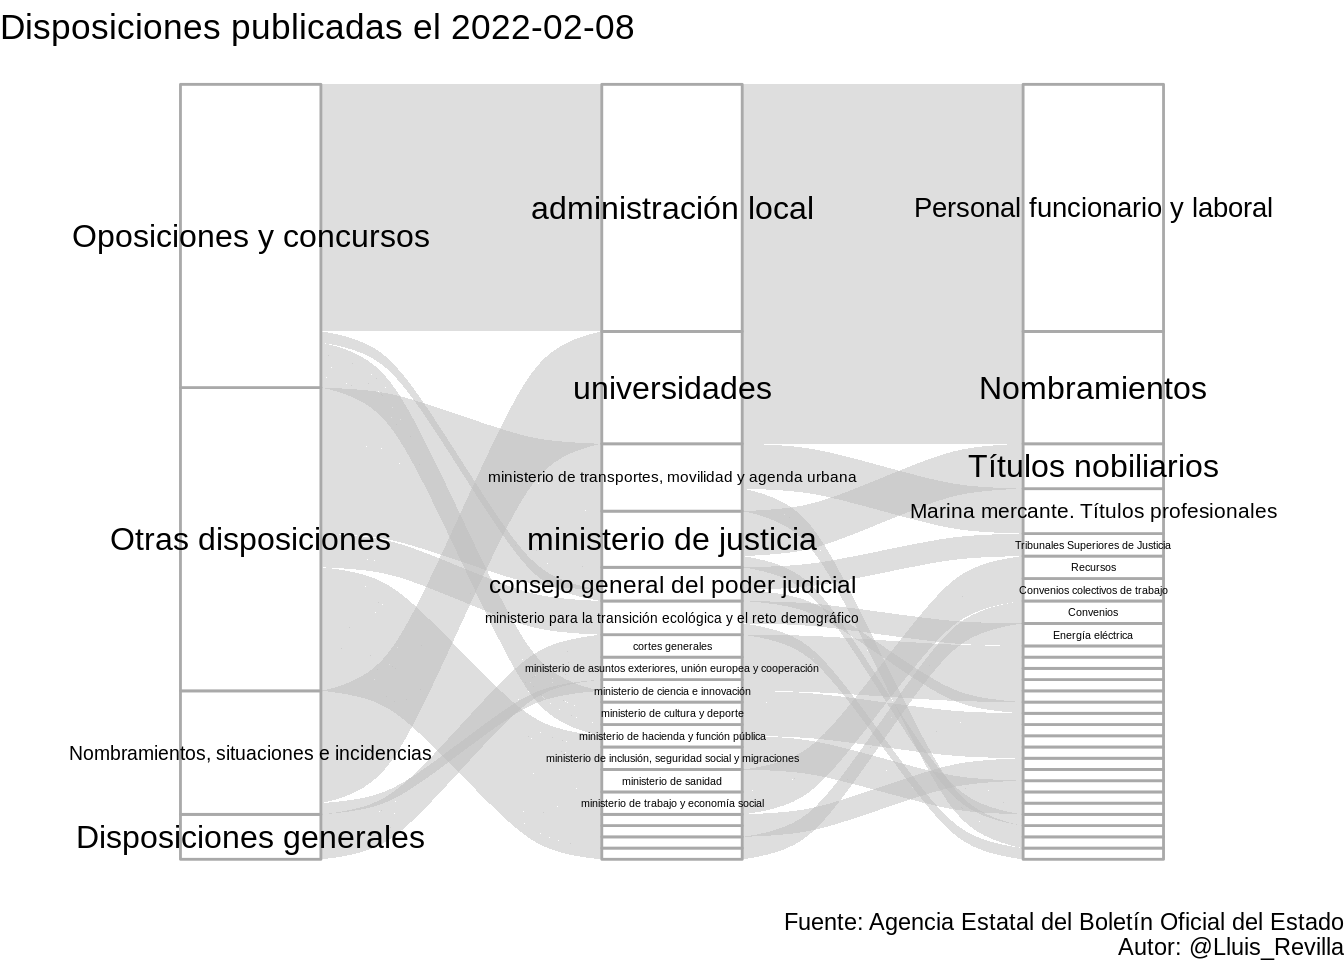 Disposiciones publicadas el 2022-02-08
Oposiciones y concursos
Otras disposiciones
Nombramientos, situaciones e incidencias
Disposiciones generales
administración local
universidades
ministerio de transportes, movilidad y agenda urbana
ministerio de justicia
consejo general del poder judicial
ministerio para la transición ecológica y el reto demográfico
cortes generales
ministerio de asuntos exteriores, unión europea y cooperación
ministerio de ciencia e innovación
ministerio de cultura y deporte
ministerio de hacienda y función pública
ministerio de inclusión, seguridad social y migraciones
ministerio de sanidad
ministerio de trabajo y economía social
Personal funcionario y laboral
Nombramientos
Títulos nobiliarios
Marina mercante. Títulos profesionales
Tribunales Superiores de Justicia
Recursos
Convenios colectivos de trabajo
Convenios
Energía eléctrica
Fuente: Agencia Estatal del Boletín Oficial del Estado
Autor: @Lluis_Revilla